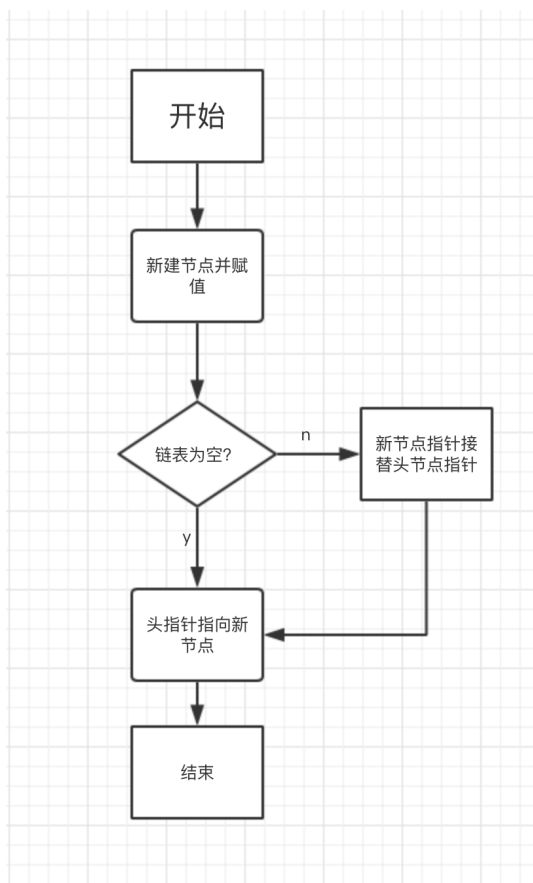 开始
新建节点并赋
值
链表为空?
n
新节点指针接
替头节点指针
y
头指针指向新
节点
结束